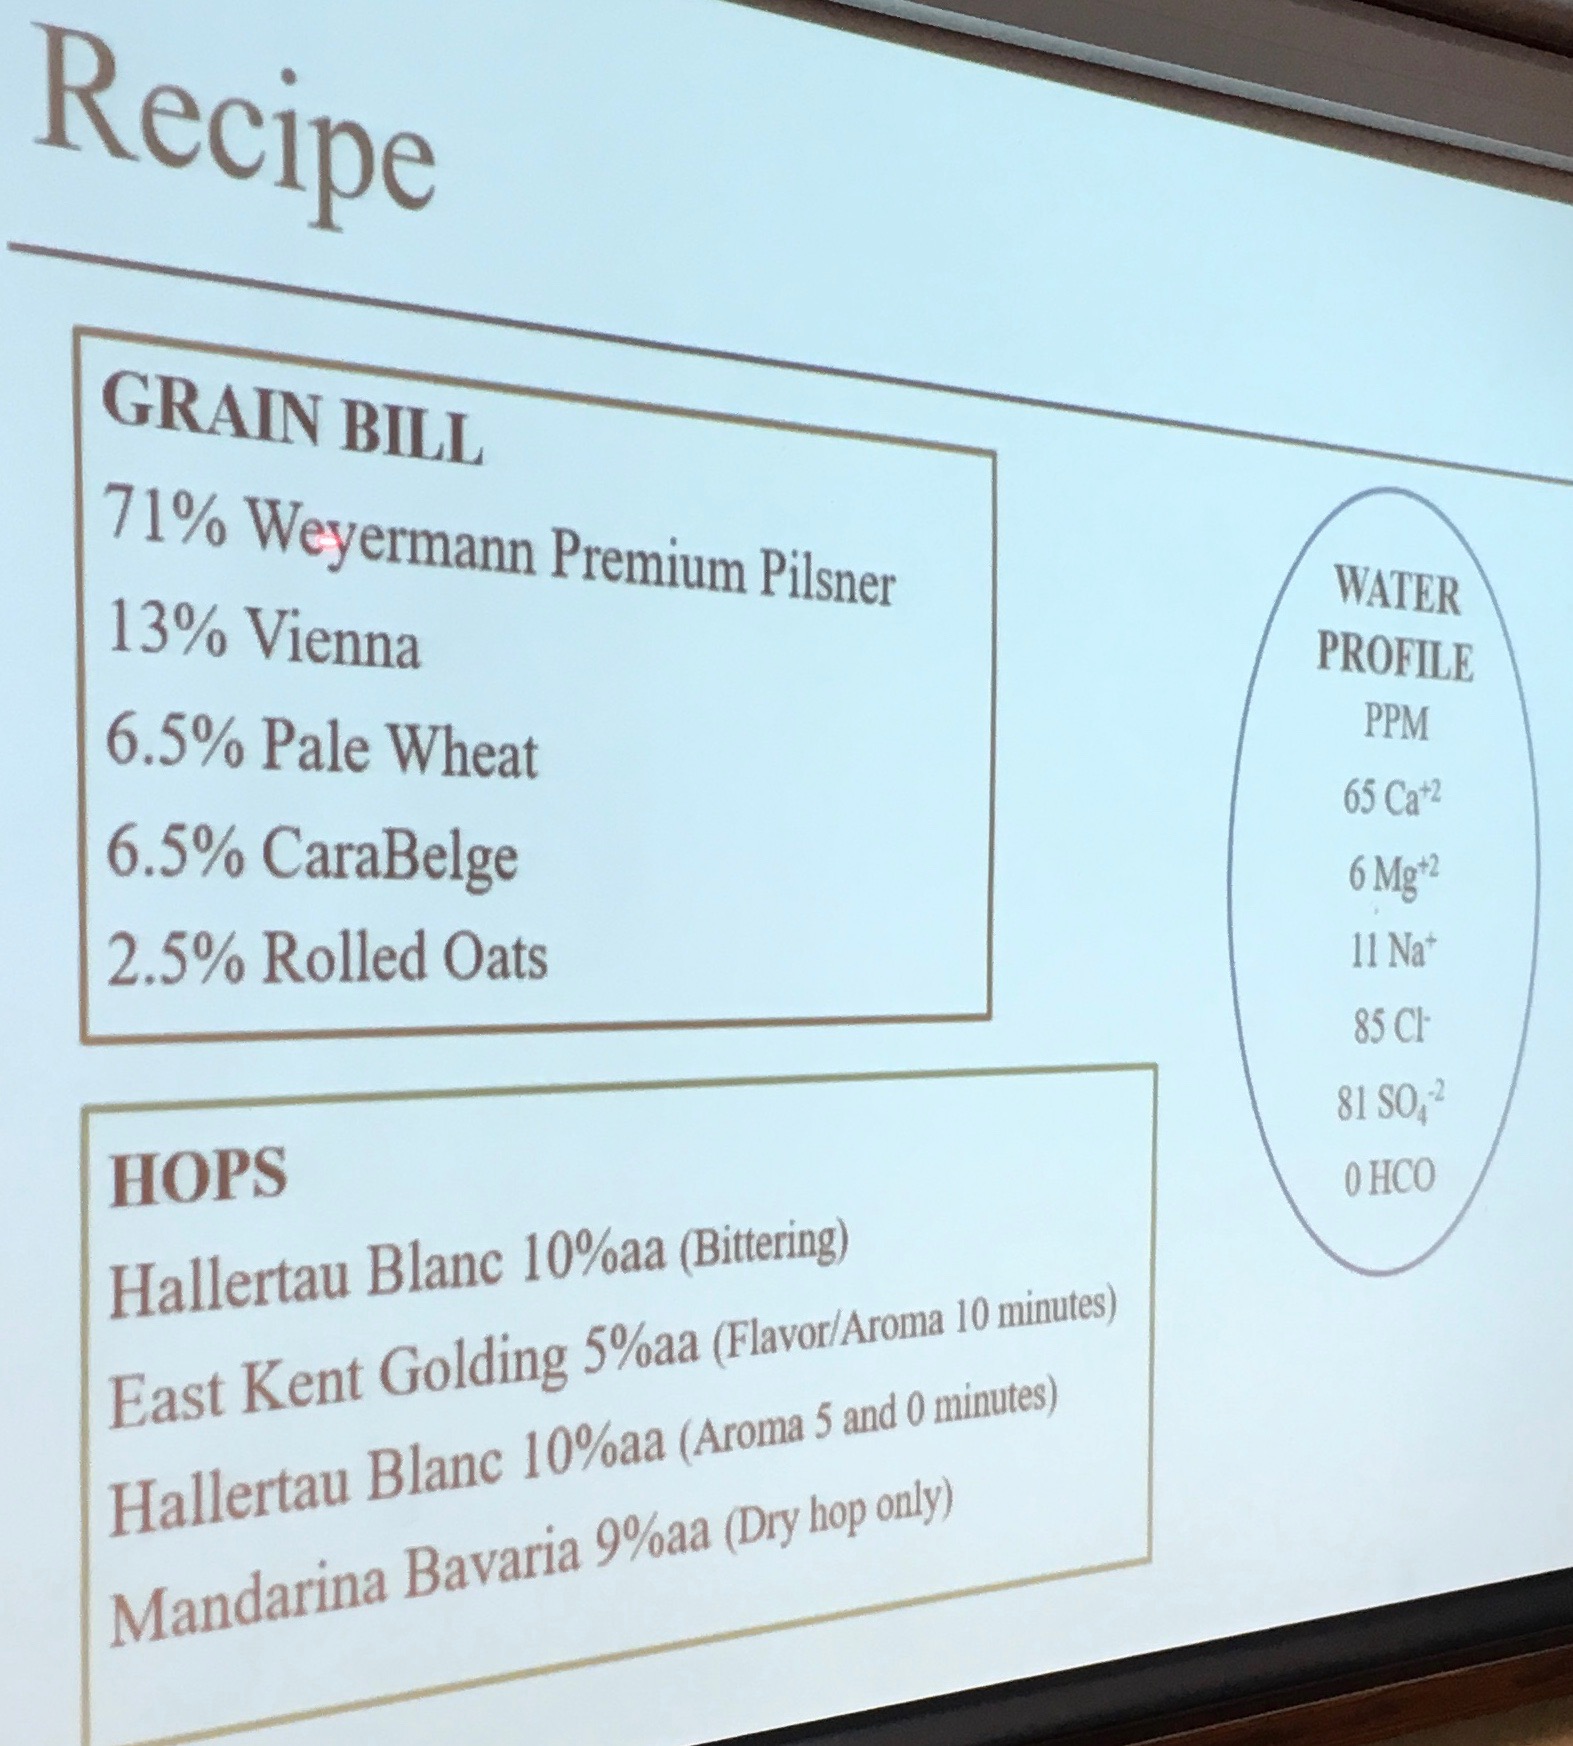 Recipe
GRAIN BILL
71% Weyermann Premium Pilsner
13% Vienna
6.5% Pale Wheat
6.5% CaraBelge
2.5% Rolled Oats
HOPS
Hallertau Blanc 10%aa (Bittering)
East Kent Golding 5%aa (Flavor/Aroma 10 minutes)
Hallertau Blanc 10%aa (Aroma 5 and 0 minutes)
Mandarina Bavaria 9%aa (Dry hop only)
WATER
PROFILE
PPM
65 Ca⁺²
6 Mg⁺²
11 Na⁺
85 Cl⁻
81 SO₄⁻²
0 HCO